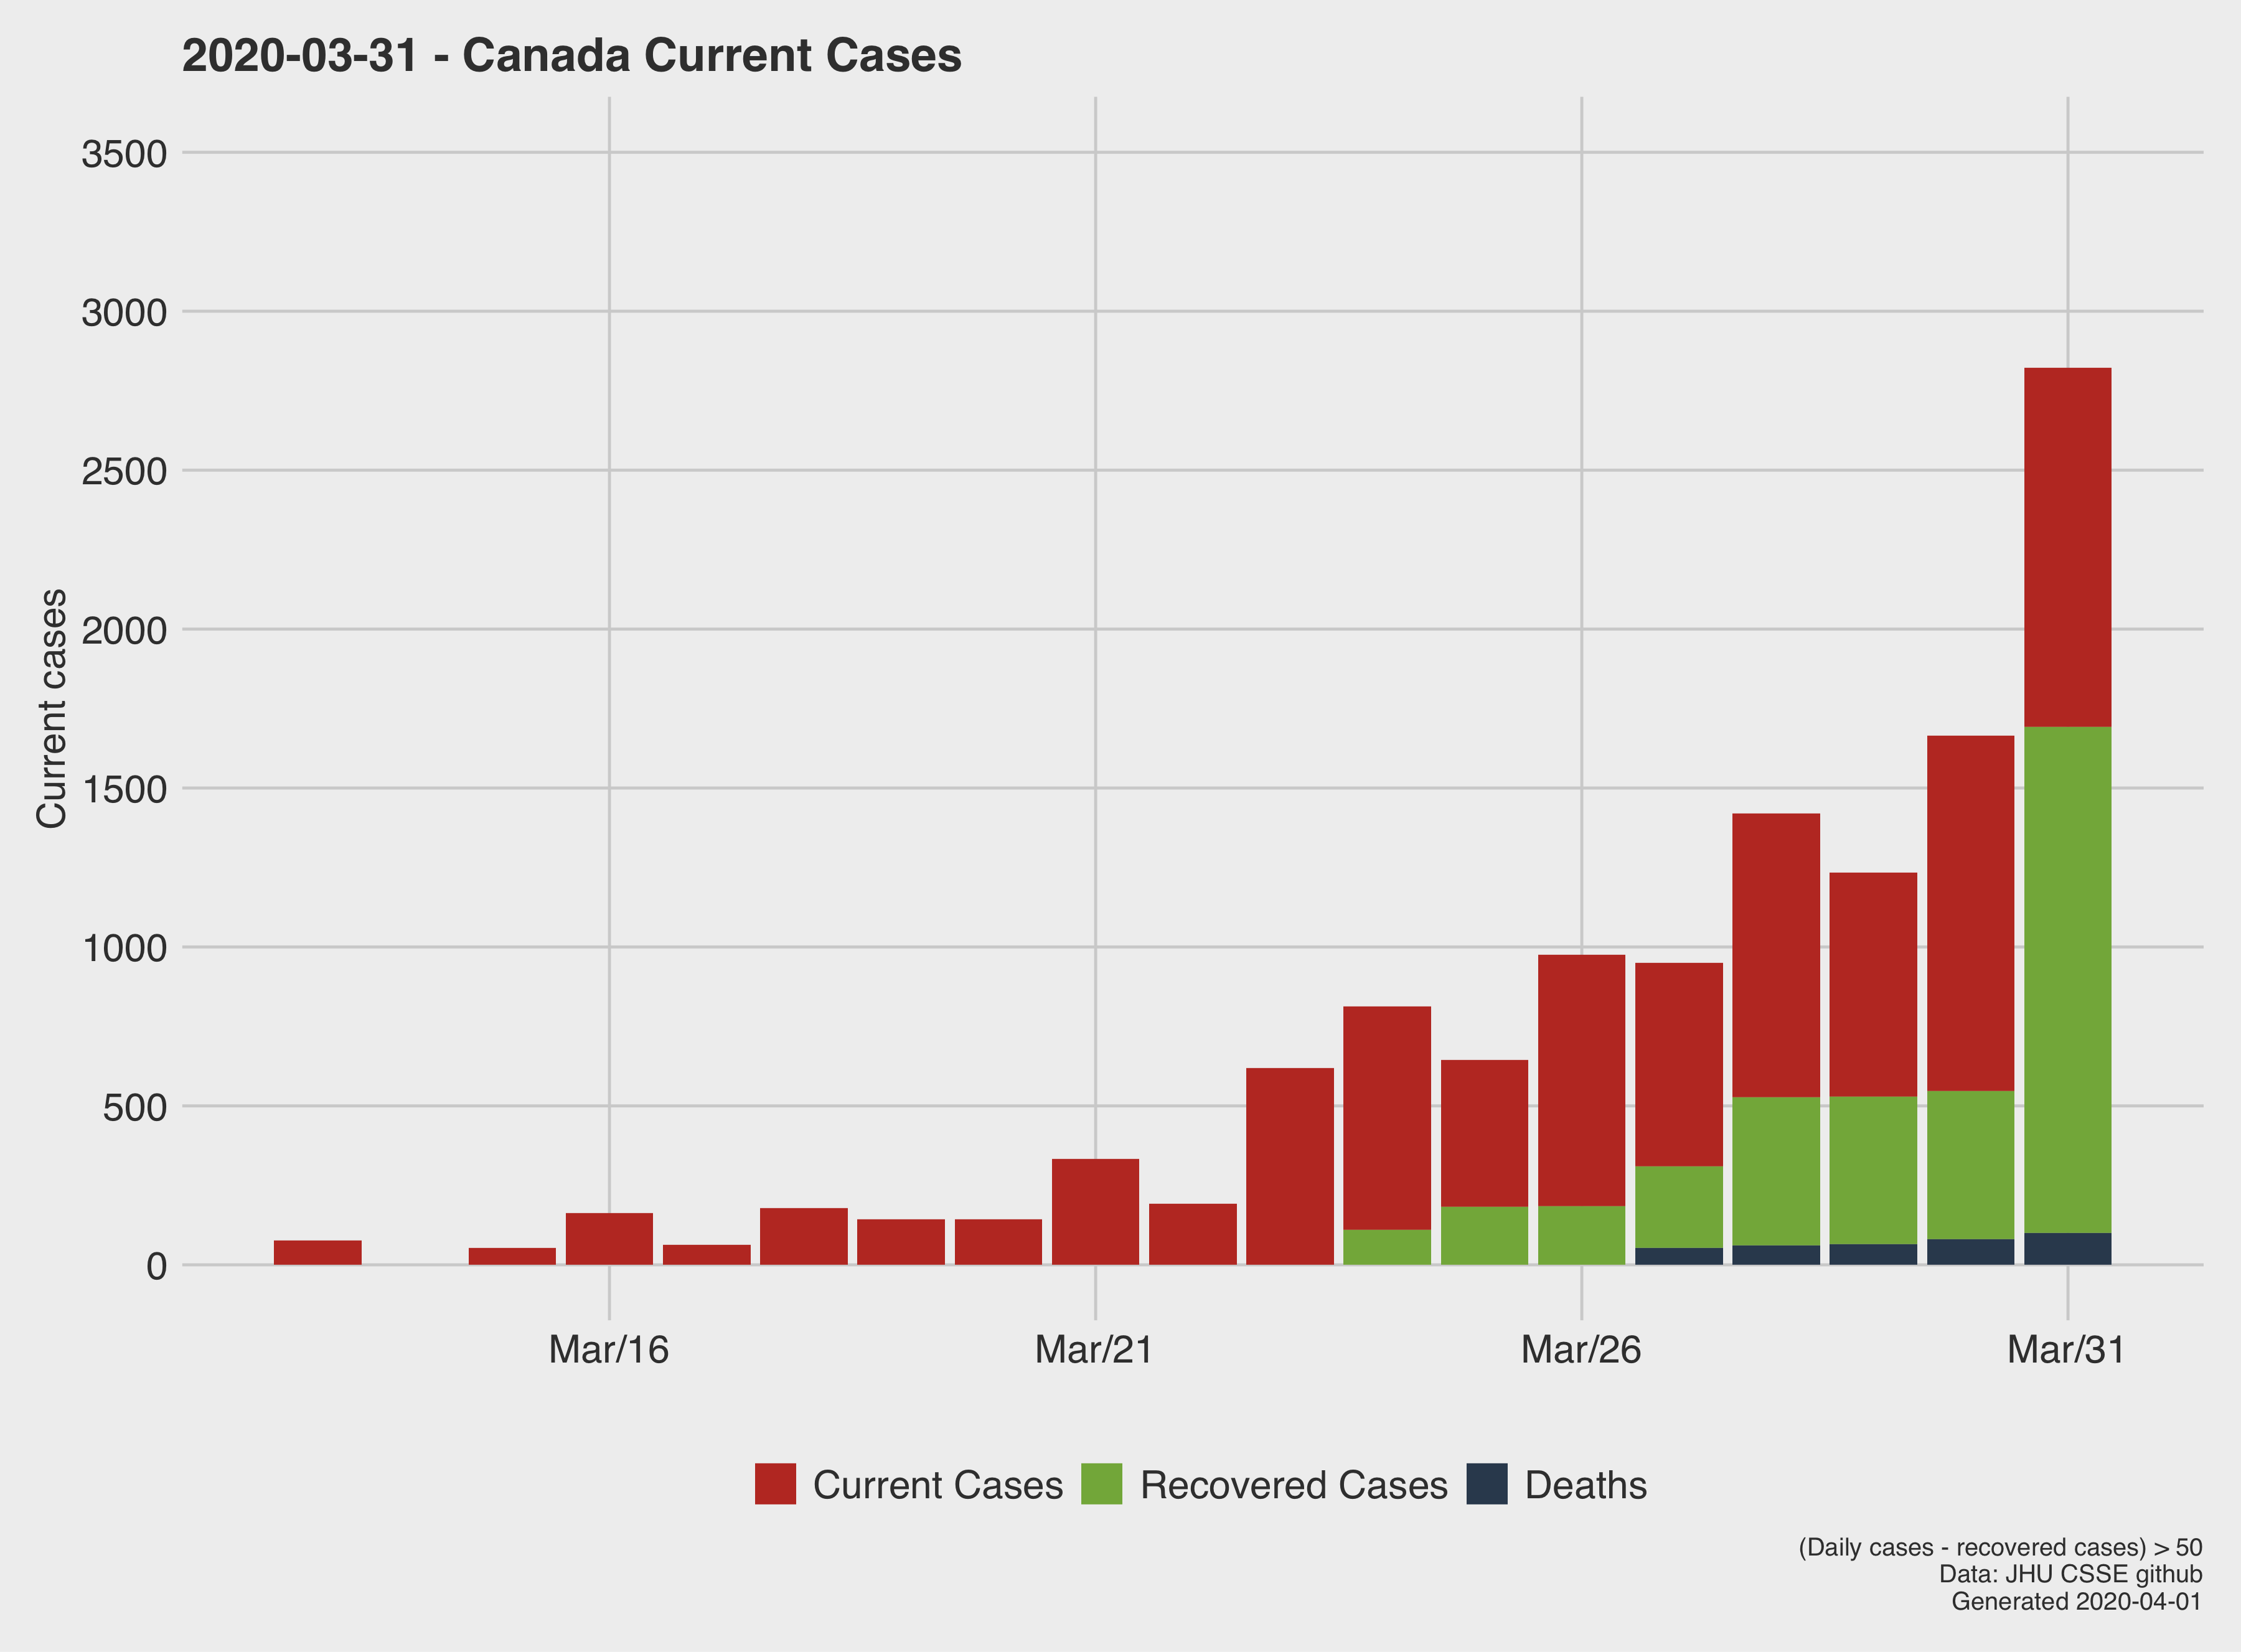 2020-03-31 - Canada Current Cases
3500
3000
2500
2000
1500
1000
500
0
Current cases
Mar/16 Mar/21 Mar/26 Mar/31
Current Cases Recovered Cases Deaths
(Daily cases - recovered cases) > 50
Data: JHU CSSE github
Generated 2020-04-01